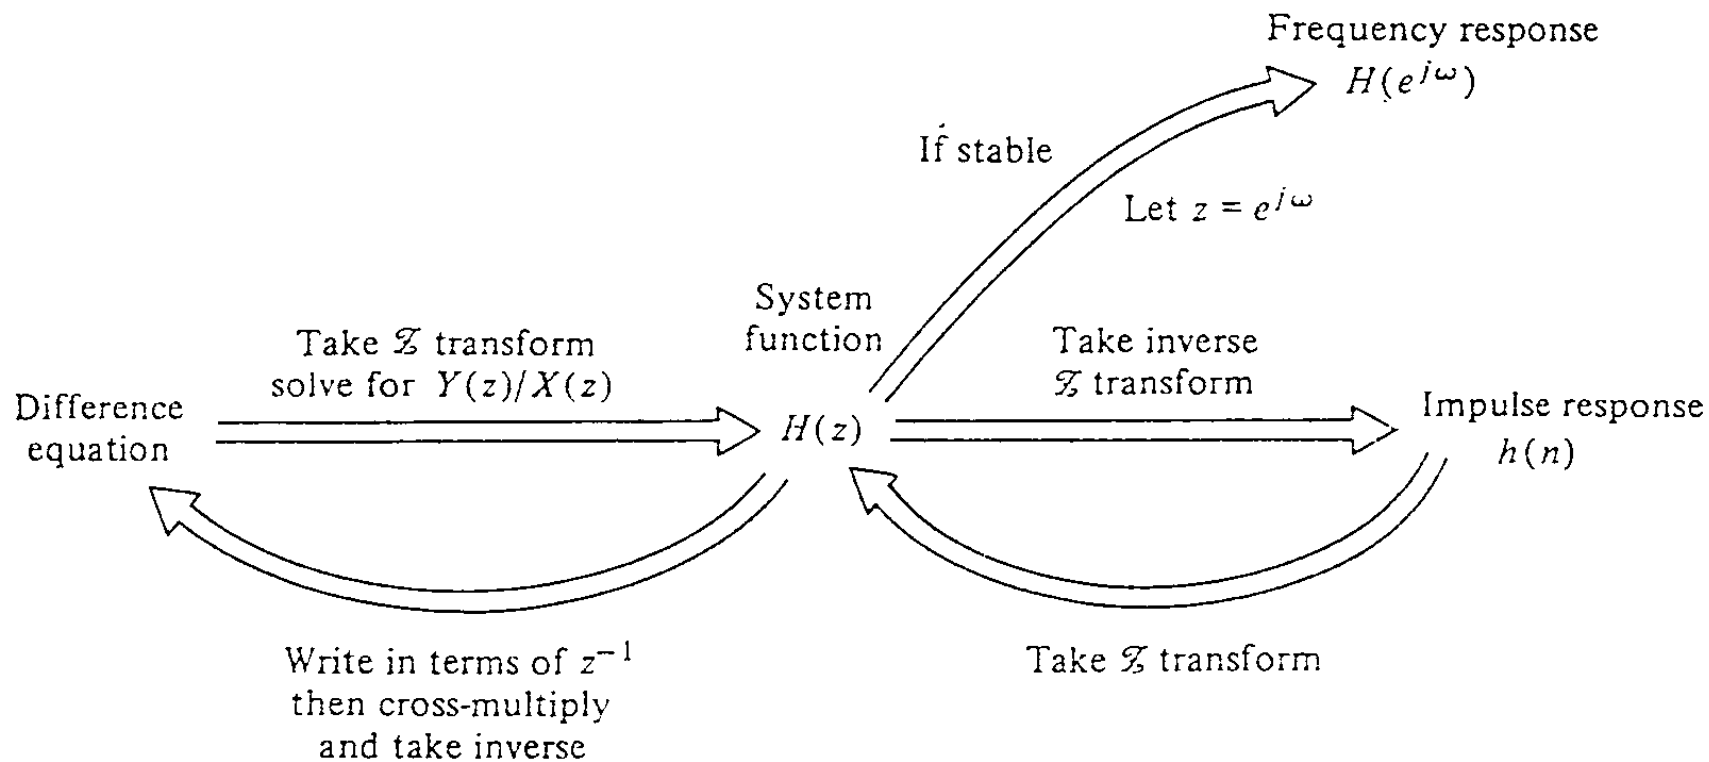 Frequency response
H(e^{jω})
If stable
Let z = e^{jω}
System
function
Take 𝒵 transform
solve for Y(z)/X(z)
Take inverse
𝒵 transform
Difference
equation
H(z)
Impulse response
h(n)
Write in terms of z^{-1}
then cross-multiply
and take inverse
Take 𝒵 transform